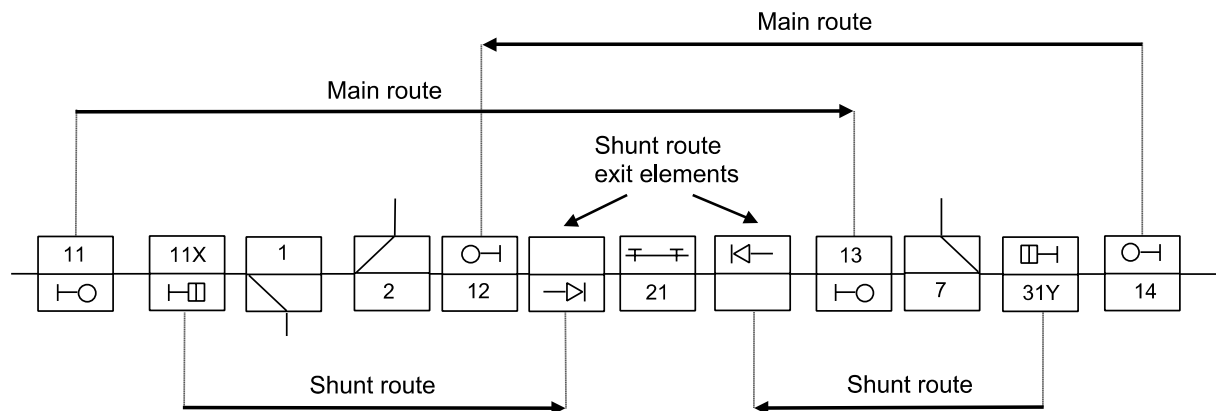 Main route
Main route
Shunt route
exit elements
11
11X
1
13
2
12
21
7
31Y
14
Shunt route
Shunt route